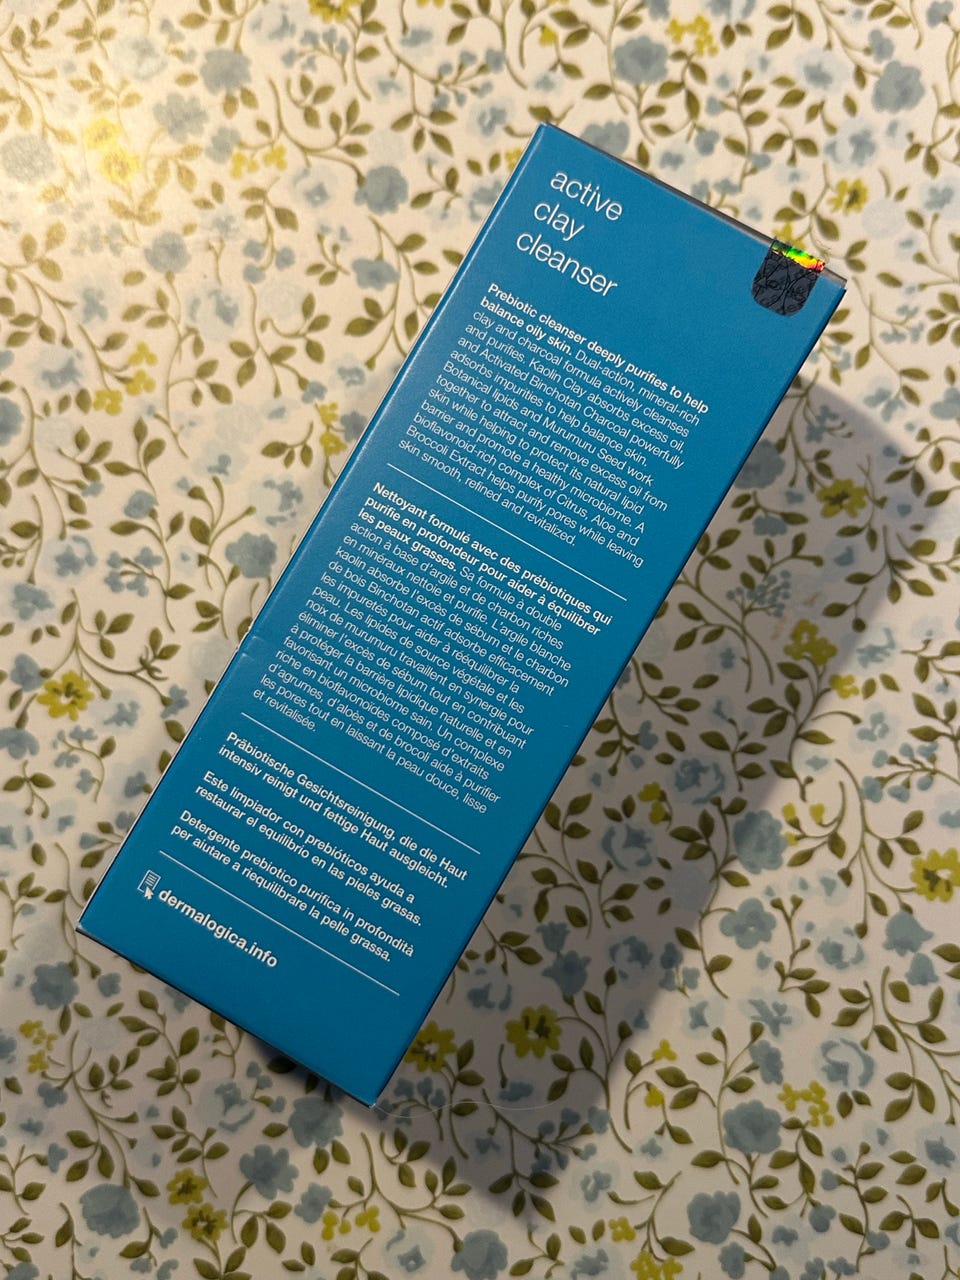 active
clay
cleanser
Prebiotic cleanser deeply purifies to help
balance oily skin. Dual-action, mineral-rich
clay and charcoal formula actively cleanses
and purifies. Kaolin Clay absorbs excess oil,
and Activated Binchotan Charcoal powerfully
adsorbs impurities to help balance skin.
Botanical lipids and Murumuru Seed work
together to attract and remove excess oil from
skin while helping to protect its natural lipid
barrier and promote a healthy microbiome. A
bioflavonoid-rich complex of Citrus, Aloe and
Broccoli Extract helps purify pores while leaving
skin smooth, refined and revitalized.
Nettoyant formulé avec des prébiotiques qui
purifie en profondeur pour aider à équilibrer
les peaux grasses. Sa formule à double
action à base d'argile et de charbon riches
en minéraux nettoie et purifie. L'argile blanche
kaolin absorbe l'excès de sébum et le charbon
de bois Binchotan actif adsorbe efficacement
les impuretés pour aider à rééquilibrer la
peau. Les lipides de source végétale et les
noix de murumuru travaillent en synergie pour
éliminer l'excès de sébum tout en contribuant
à protéger la barrière lipidique naturelle et en
favorisant un microbiome sain. Un complexe
riche en bioflavonoïdes composé d'extraits
d'agrumes, d'aloès et de brocoli aide à purifier
les pores tout en laissant la peau douce, lisse
et revitalisée.
Präbiotische Gesichtsreinigung, die die Haut
intensiv reinigt und fettige Haut ausgleicht.
Este limpiador con prebióticos ayuda a
restaurar el equilibrio en las pieles grasas.
Detergente prebiotico purifica in profondità
per aiutare a riequilibrare la pelle grassa.
dermalogica.info